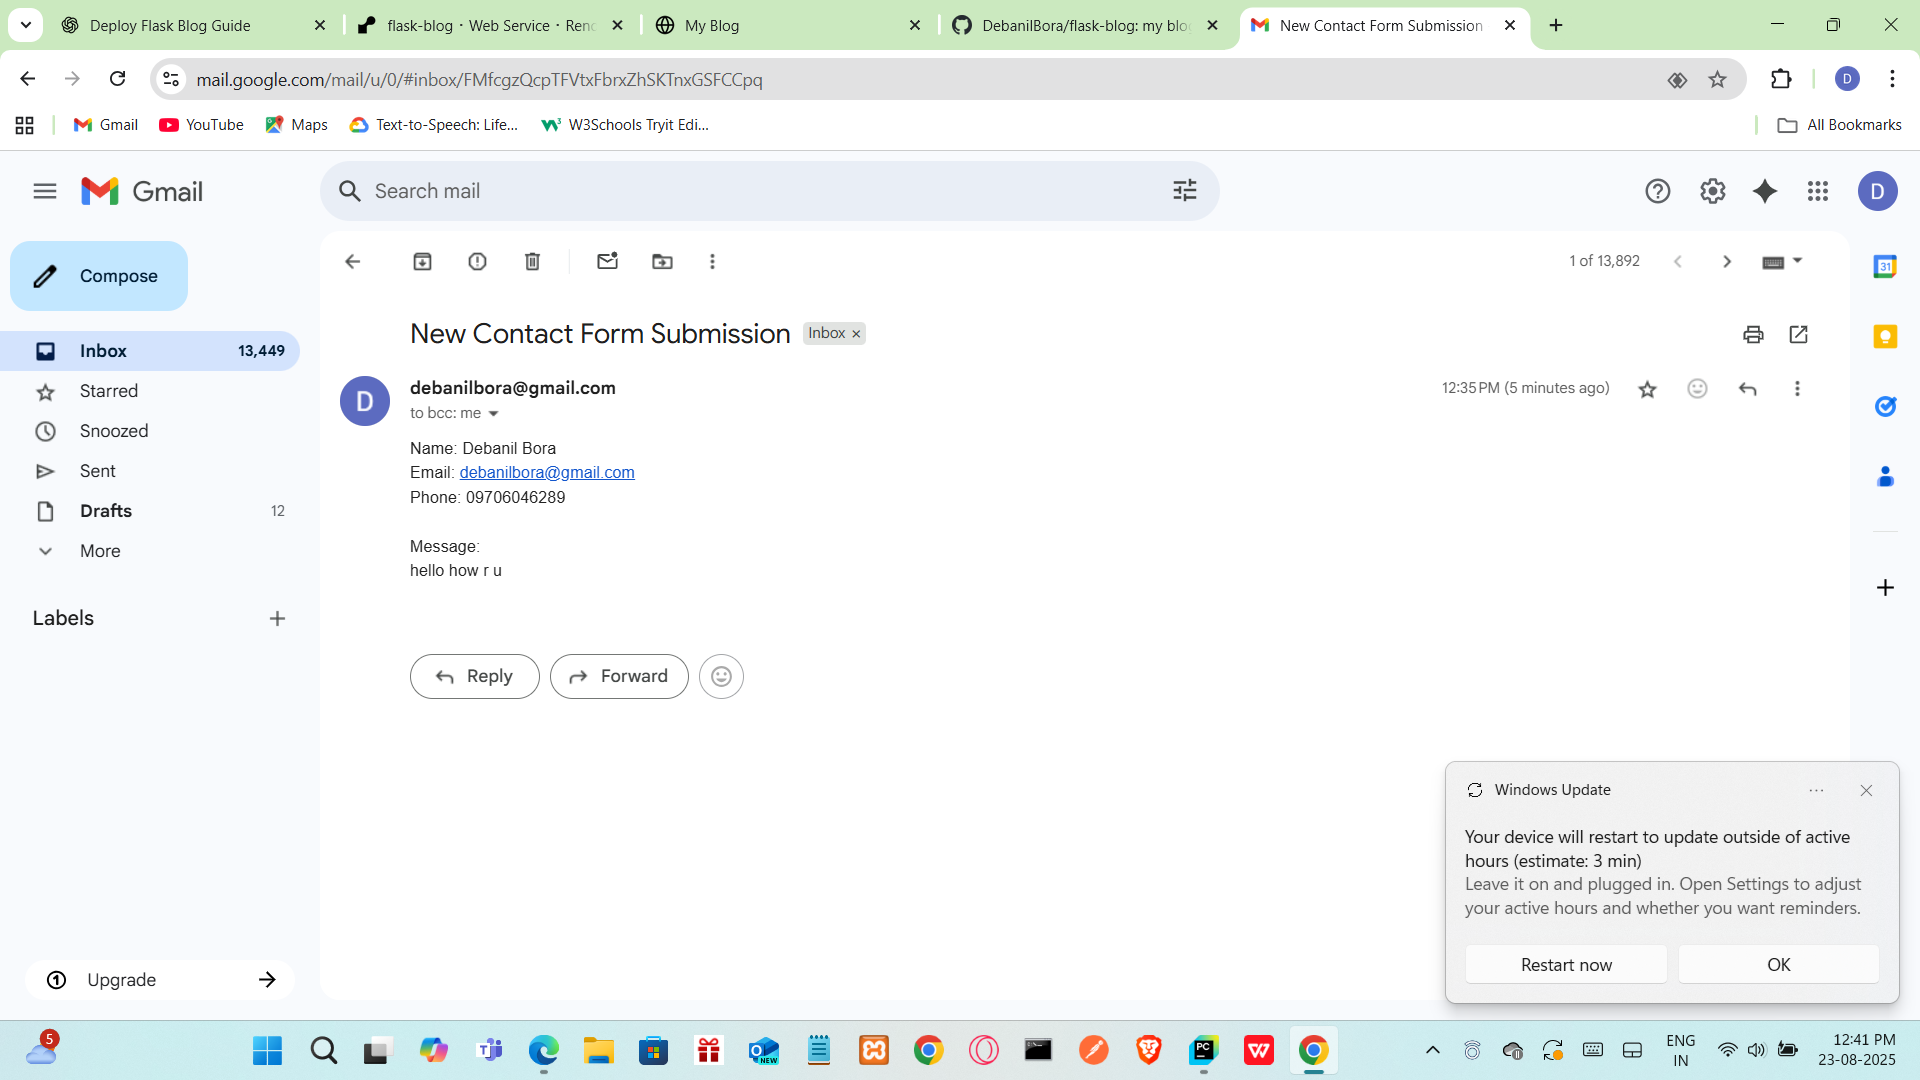 Deploy Flask Blog Guide
flask-blog · Web Service · Ren
My Blog
DebanilBora/flask-blog: my blo
New Contact Form Submission
mail.google.com/mail/u/0/#inbox/FMfcgzQcpTFVtxFbrxZhSKTnxGSFCCpq
D
Gmail
YouTube
Maps
Text-to-Speech: Life...
W3Schools Tryit Edi...
All Bookmarks
Gmail
Search mail
D
Compose
1 of 13,892
31
Inbox 13,449
Starred
Snoozed
Sent
Drafts 12
More
Labels
Upgrade
New Contact Form Submission
Inbox ×
D
debanilbora@gmail.com
12:35 PM (5 minutes ago)
to bcc: me
Name: Debanil Bora
Email: debanilbora@gmail.com
Phone: 09706046289
Message:
hello how r u
Reply
Forward
Windows Update
Your device will restart to update outside of active
hours (estimate: 3 min)
Leave it on and plugged in. Open Settings to adjust
your active hours and whether you want reminders.
Restart now
OK
5
NEW
PC
W
ENG
IN
12:41 PM
23-08-2025